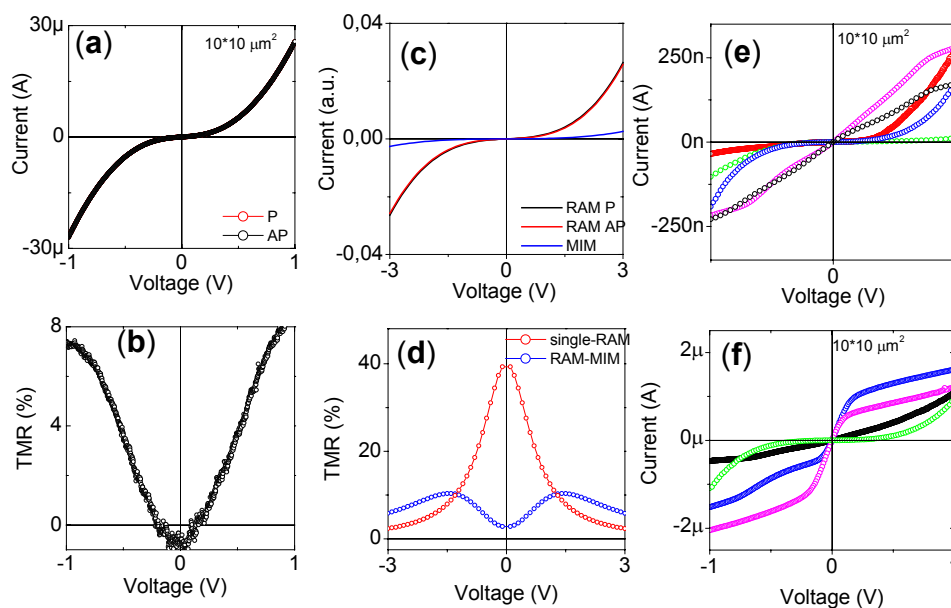 (a)
10*10 μm²
30μ
0
-30μ
Current (A)
P
AP
-1
0
1
Voltage (V)
(c)
0,04
0,00
0,04
Current (a.u.)
RAM P
RAM AP
MIM
-3
0
3
Voltage (V)
(e)
10*10 μm²
250n
0
-250n
Current (A)
0
Voltage (V)
(b)
8
4
0
TMR (%)
-1
0
1
Voltage (V)
(d)
single-RAM
RAM-MIM
40
20
0
TMR (%)
-3
0
3
Voltage (V)
(f)
10*10 μm²
2μ
0μ
-2μ
Current (A)
-1
0
Voltage (V)